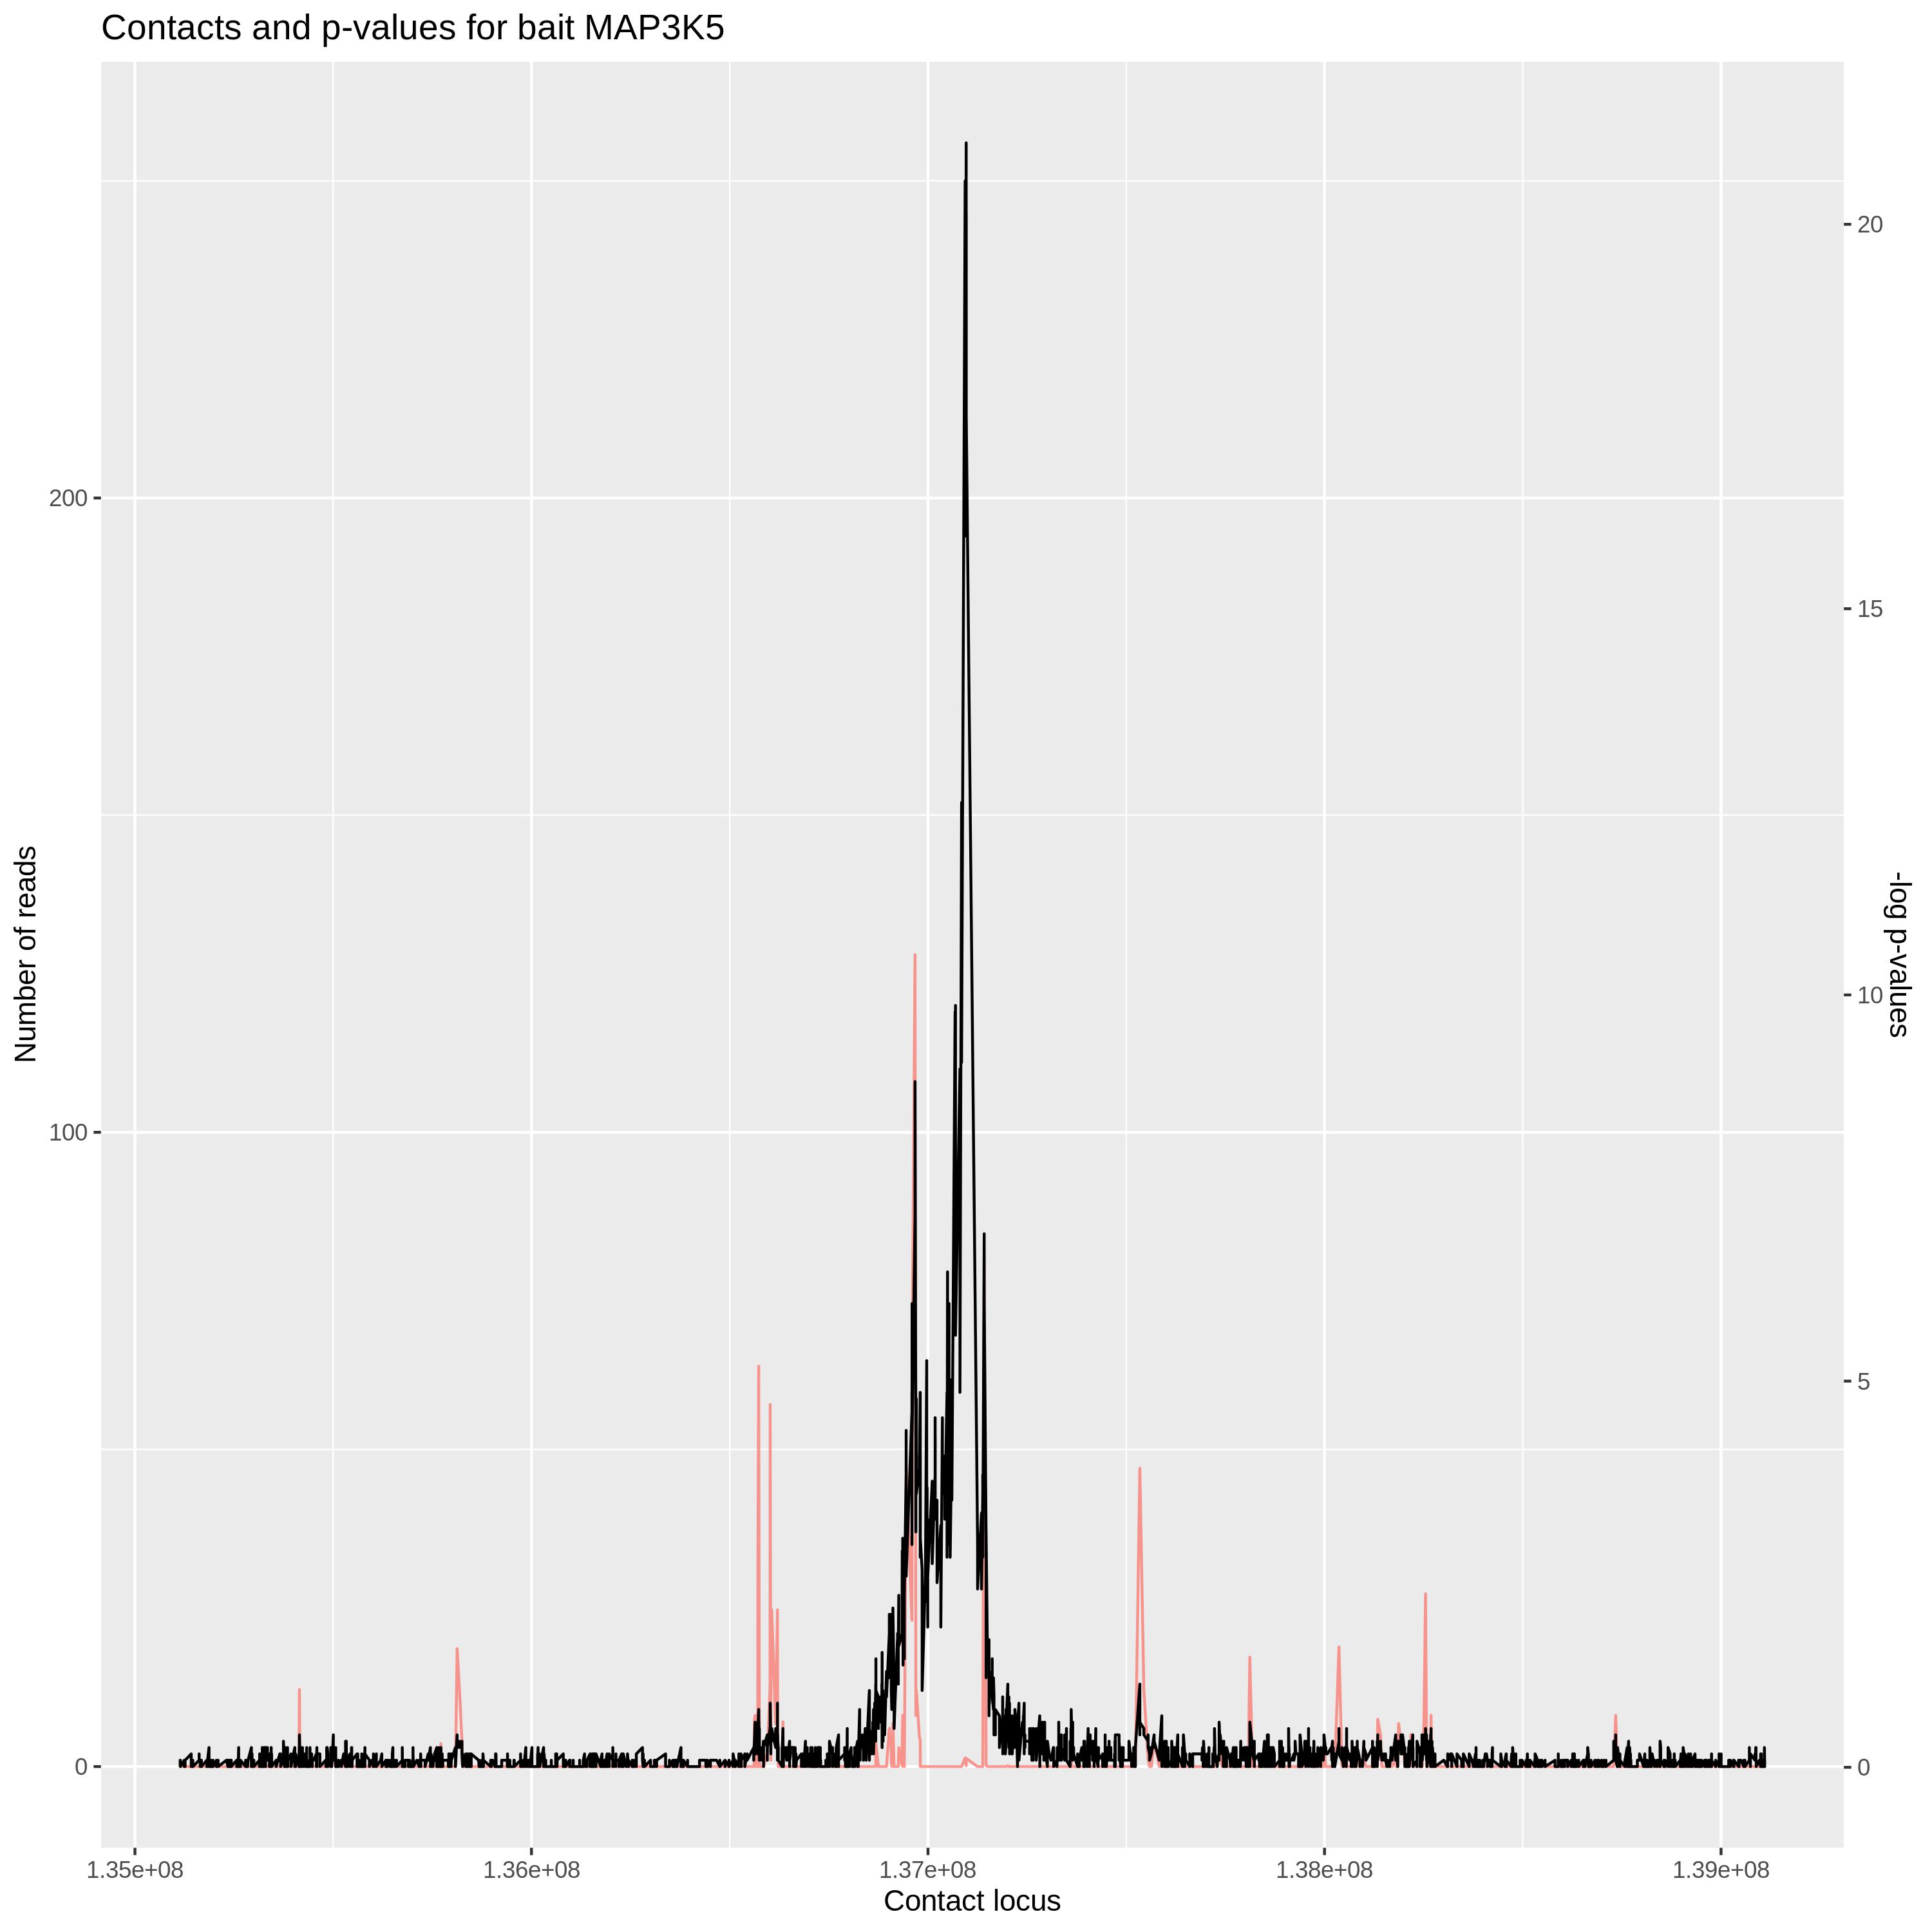 Contacts and p-values for bait MAP3K5
Number of reads
200
100
0
20
15
10
5
0
-log p-values
1.35e+08 1.36e+08 1.37e+08 1.38e+08 1.39e+08
Contact locus